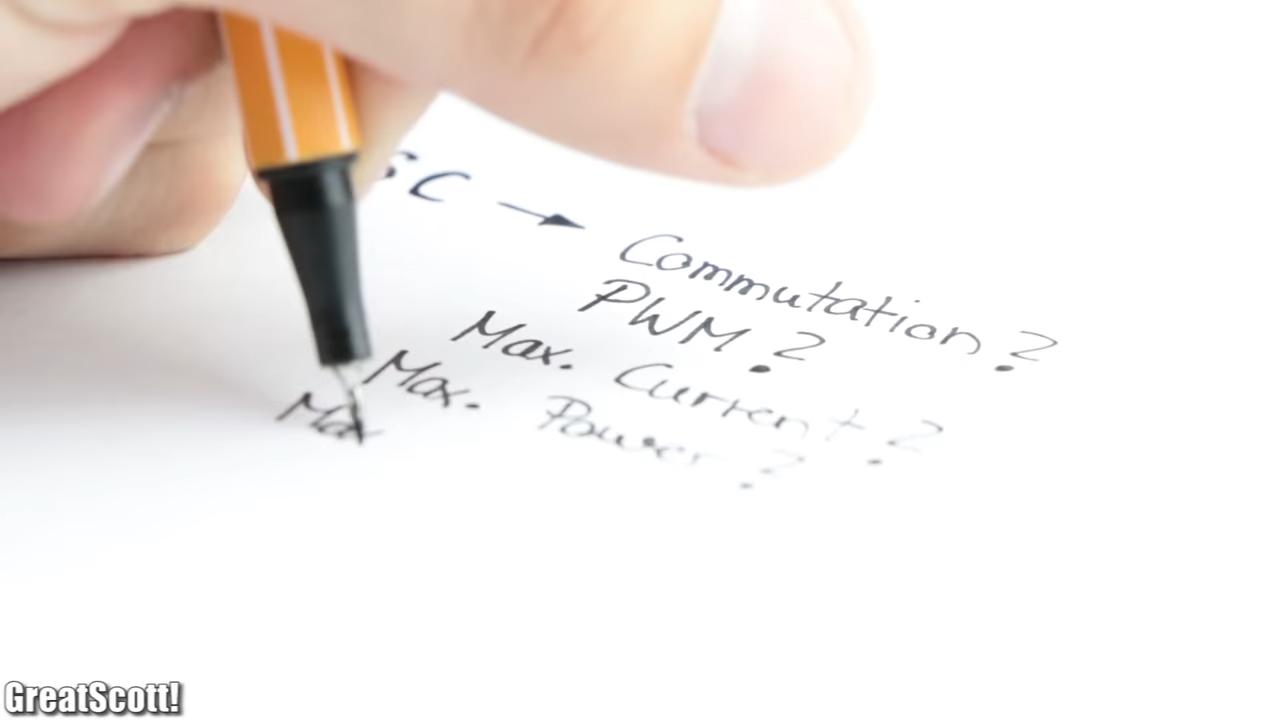 SC → Commutation ?
PWM ?
Max. Current ?
Max. Power ?
Max
GreatScott!